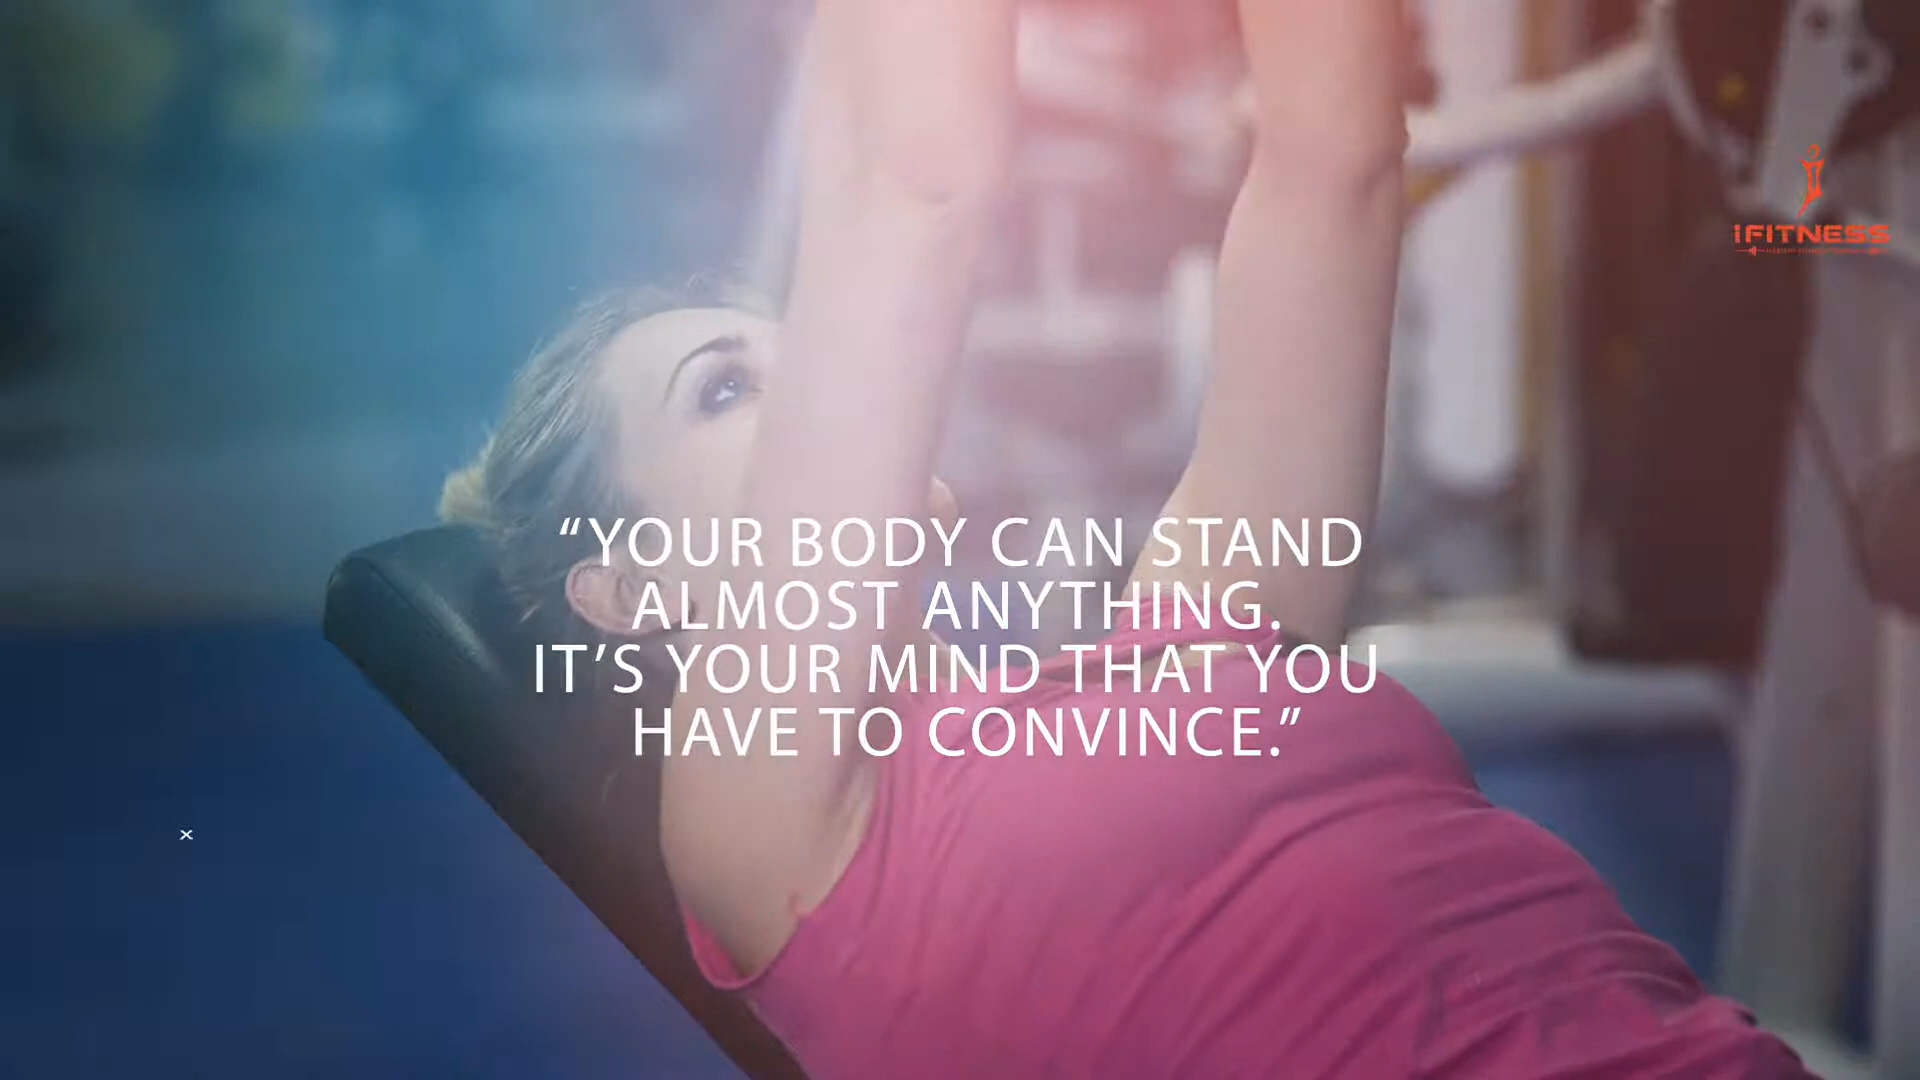 iFITNESS
“YOUR BODY CAN STAND
ALMOST ANYTHING.
IT’S YOUR MIND THAT YOU
HAVE TO CONVINCE.”